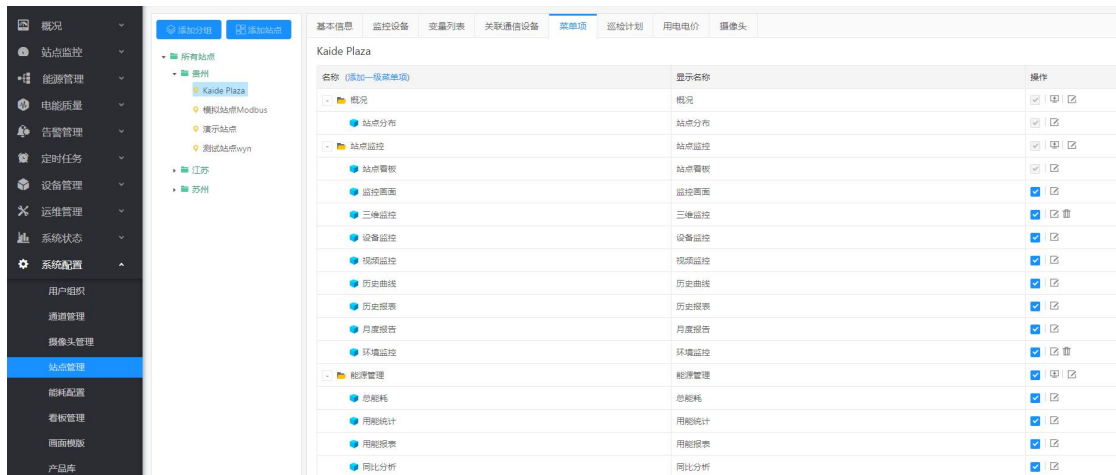 概况
站点监控
能源管理
电能质量
告警管理
定时任务
设备管理
运维管理
系统状态
系统配置
用户组织
通道管理
摄像头管理
站点管理
能耗配置
看板管理
画面模版
产品库
添加分组 添加站点
所有站点
贵州
Kaide Plaza
模拟站点Modbus
演示站点
测试站点wyn
江苏
苏州
基本信息 监控设备 变量列表 关联通信设备 菜单项 巡检计划 用电电价 摄像头
Kaide Plaza
名称 (添加一级菜单项) 显示名称 操作
概况 概况
站点分布 站点分布
站点监控 站点监控
站点看板 站点看板
监控画面 监控画面
三维监控 三维监控
设备监控 设备监控
视频监控 视频监控
历史曲线 历史曲线
历史报表 历史报表
月度报告 月度报告
环境监控 环境监控
能源管理 能源管理
总能耗 总能耗
用能统计 用能统计
用能报表 用能报表
同比分析 同比分析